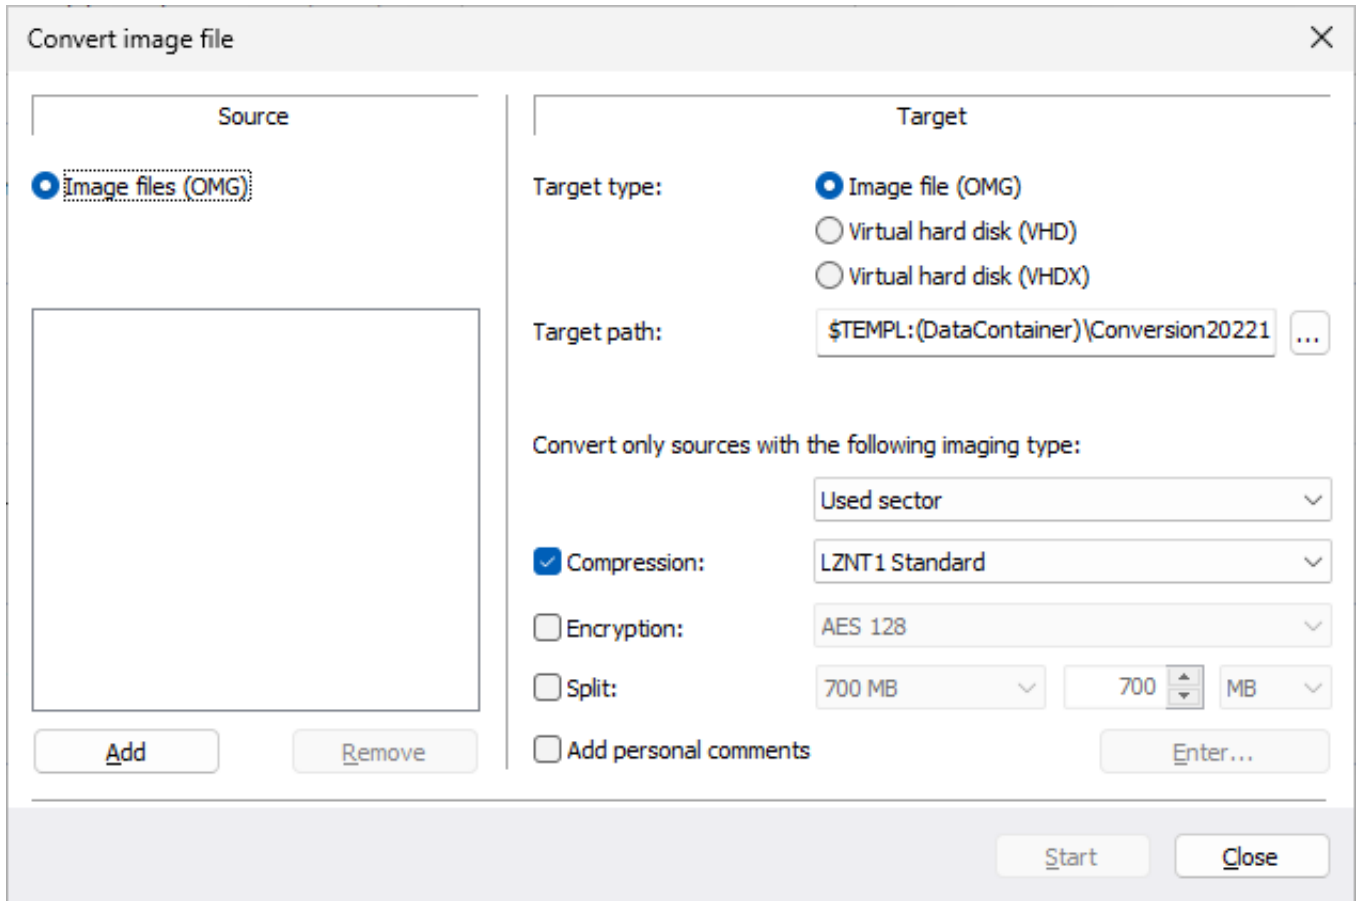 Convert image file
Source
Image files (OMG)
Add
Remove
Target
Target type:
Image file (OMG)
Virtual hard disk (VHD)
Virtual hard disk (VHDX)
Target path:
$TEMPL:(DataContainer)\Conversion20221
...
Convert only sources with the following imaging type:
Used sector
Compression:
LZNT1 Standard
Encryption:
AES 128
Split:
700 MB
700
MB
Add personal comments
Enter...
Start
Close